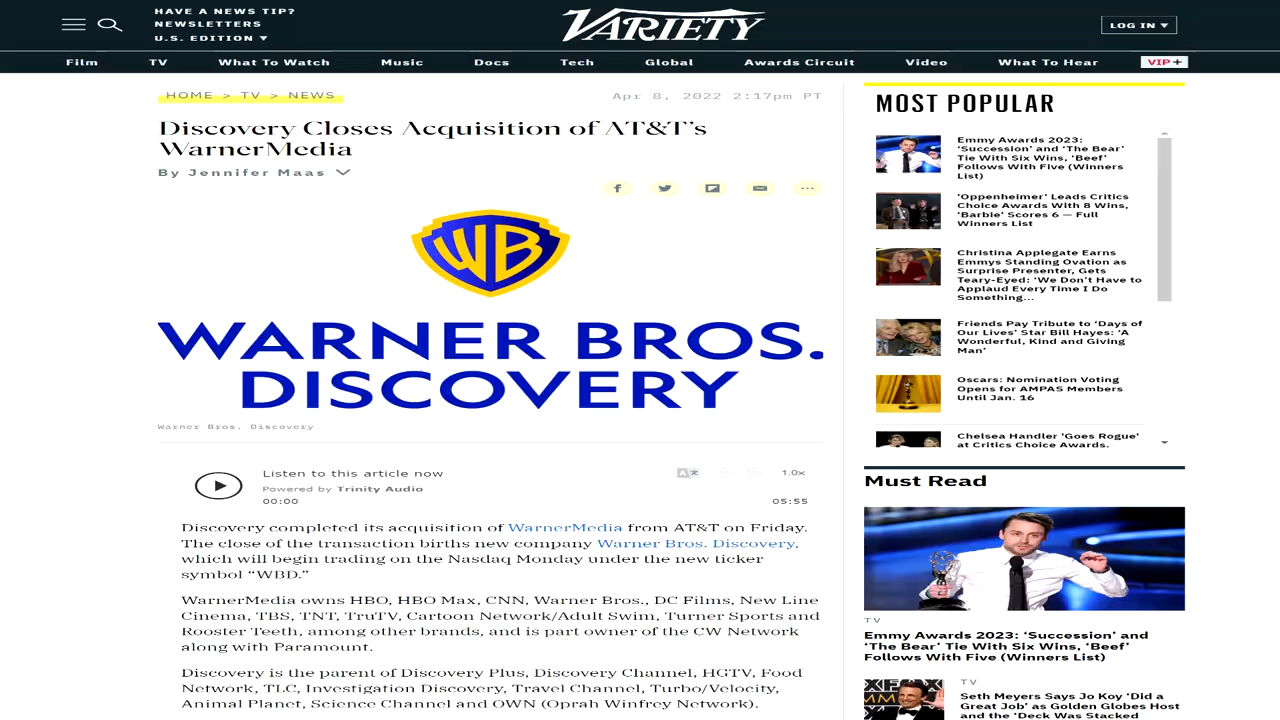 HAVE A NEWS TIP?
NEWSLETTERS
U.S. EDITION
VARIETY
LOG IN
Film TV What To Watch Music Docs Tech Global Awards Circuit Video What To Hear VIP+
HOME > TV > NEWS
Apr 8, 2022 2:17pm PT
Discovery Closes Acquisition of AT&T's
WarnerMedia
By Jennifer Maas
WB
WARNER BROS.
DISCOVERY
Warner Bros. Discovery
Listen to this article now
Powered by Trinity Audio
00:00
1.0x
05:55
Discovery completed its acquisition of WarnerMedia from AT&T on Friday.
The close of the transaction births new company Warner Bros. Discovery,
which will begin trading on the Nasdaq Monday under the new ticker
symbol “WBD.”
WarnerMedia owns HBO, HBO Max, CNN, Warner Bros., DC Films, New Line
Cinema, TBS, TNT, TruTV, Cartoon Network/Adult Swim, Turner Sports and
Rooster Teeth, among other brands, and is part owner of the CW Network
along with Paramount.
Discovery is the parent of Discovery Plus, Discovery Channel, HGTV, Food
Network, TLC, Investigation Discovery, Travel Channel, Turbo/Velocity,
Animal Planet, Science Channel and OWN (Oprah Winfrey Network).
MOST POPULAR
Emmy Awards 2023:
‘Succession’ and ‘The Bear’
Tie With Six Wins, ‘Beef’
Follows With Five (Winners
List)
'Oppenheimer' Leads Critics
Choice Awards With 8 Wins,
'Barbie' Scores 6 — Full
Winners List
Christina Applegate Earns
Emmys Standing Ovation as
Surprise Presenter, Gets
Teary-Eyed: ‘We Don’t Have to
Applaud Every Time I Do
Something...
Friends Pay Tribute to ‘Days of
Our Lives’ Star Bill Hayes: ‘A
Wonderful, Kind and Giving
Man’
Oscars: Nomination Voting
Opens for AMPAS Members
Until Jan. 16
Chelsea Handler 'Goes Rogue'
at Critics Choice Awards.
Must Read
TV
Emmy Awards 2023: ‘Succession’ and
‘The Bear’ Tie With Six Wins, ‘Beef’
Follows With Five (Winners List)
TV
Seth Meyers Says Jo Koy ‘Did a
Great Job’ as Golden Globes Host
and the ‘Deck Was Stacked